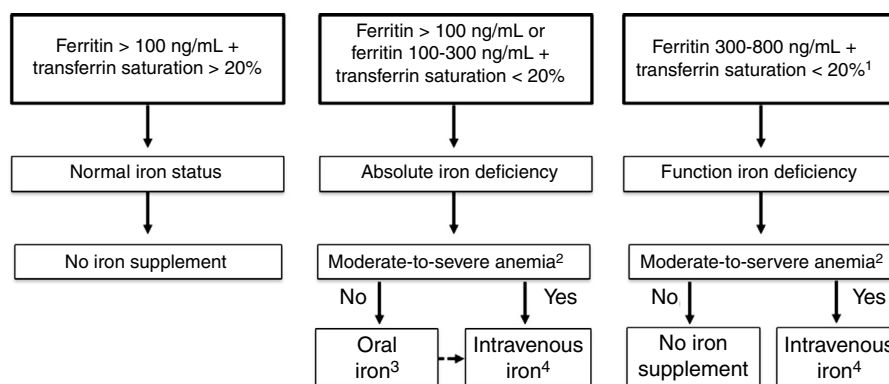 Ferritin > 100 ng/mL +
transferrin saturation > 20%
Ferritin > 100 ng/mL or
ferritin 100-300 ng/mL +
transferrin saturation < 20%
Ferritin 300-800 ng/mL +
transferrin saturation < 20%¹
Normal iron status
Absolute iron deficiency
Function iron deficiency
No iron supplement
Moderate-to-severe anemia²
Moderate-to-servere anemia²
No
Yes
No
Yes
Oral
iron³
Intravenous
iron⁴
No iron
supplement
Intravenous
iron⁴